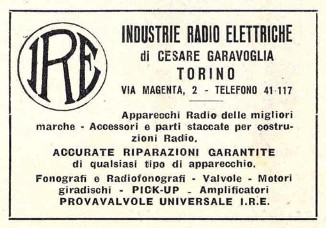 IRE
INDUSTRIE RADIO ELETTRICHE
di CESARE GARAVOGLIA
TORINO
VIA MAGENTA, 2 - TELEFONO 41-117
Apparecchi Radio delle migliori
marche - Accessori e parti staccate per costru-
zioni Radio.
ACCURATE RIPARAZIONI GARANTITE
di qualsiasi tipo di apparecchio.
Fonografi e Radiofonografi - Valvole - Motori
giradischi - PICK-UP - Amplificatori
PROVAVALVOLE UNIVERSALE I.R.E.